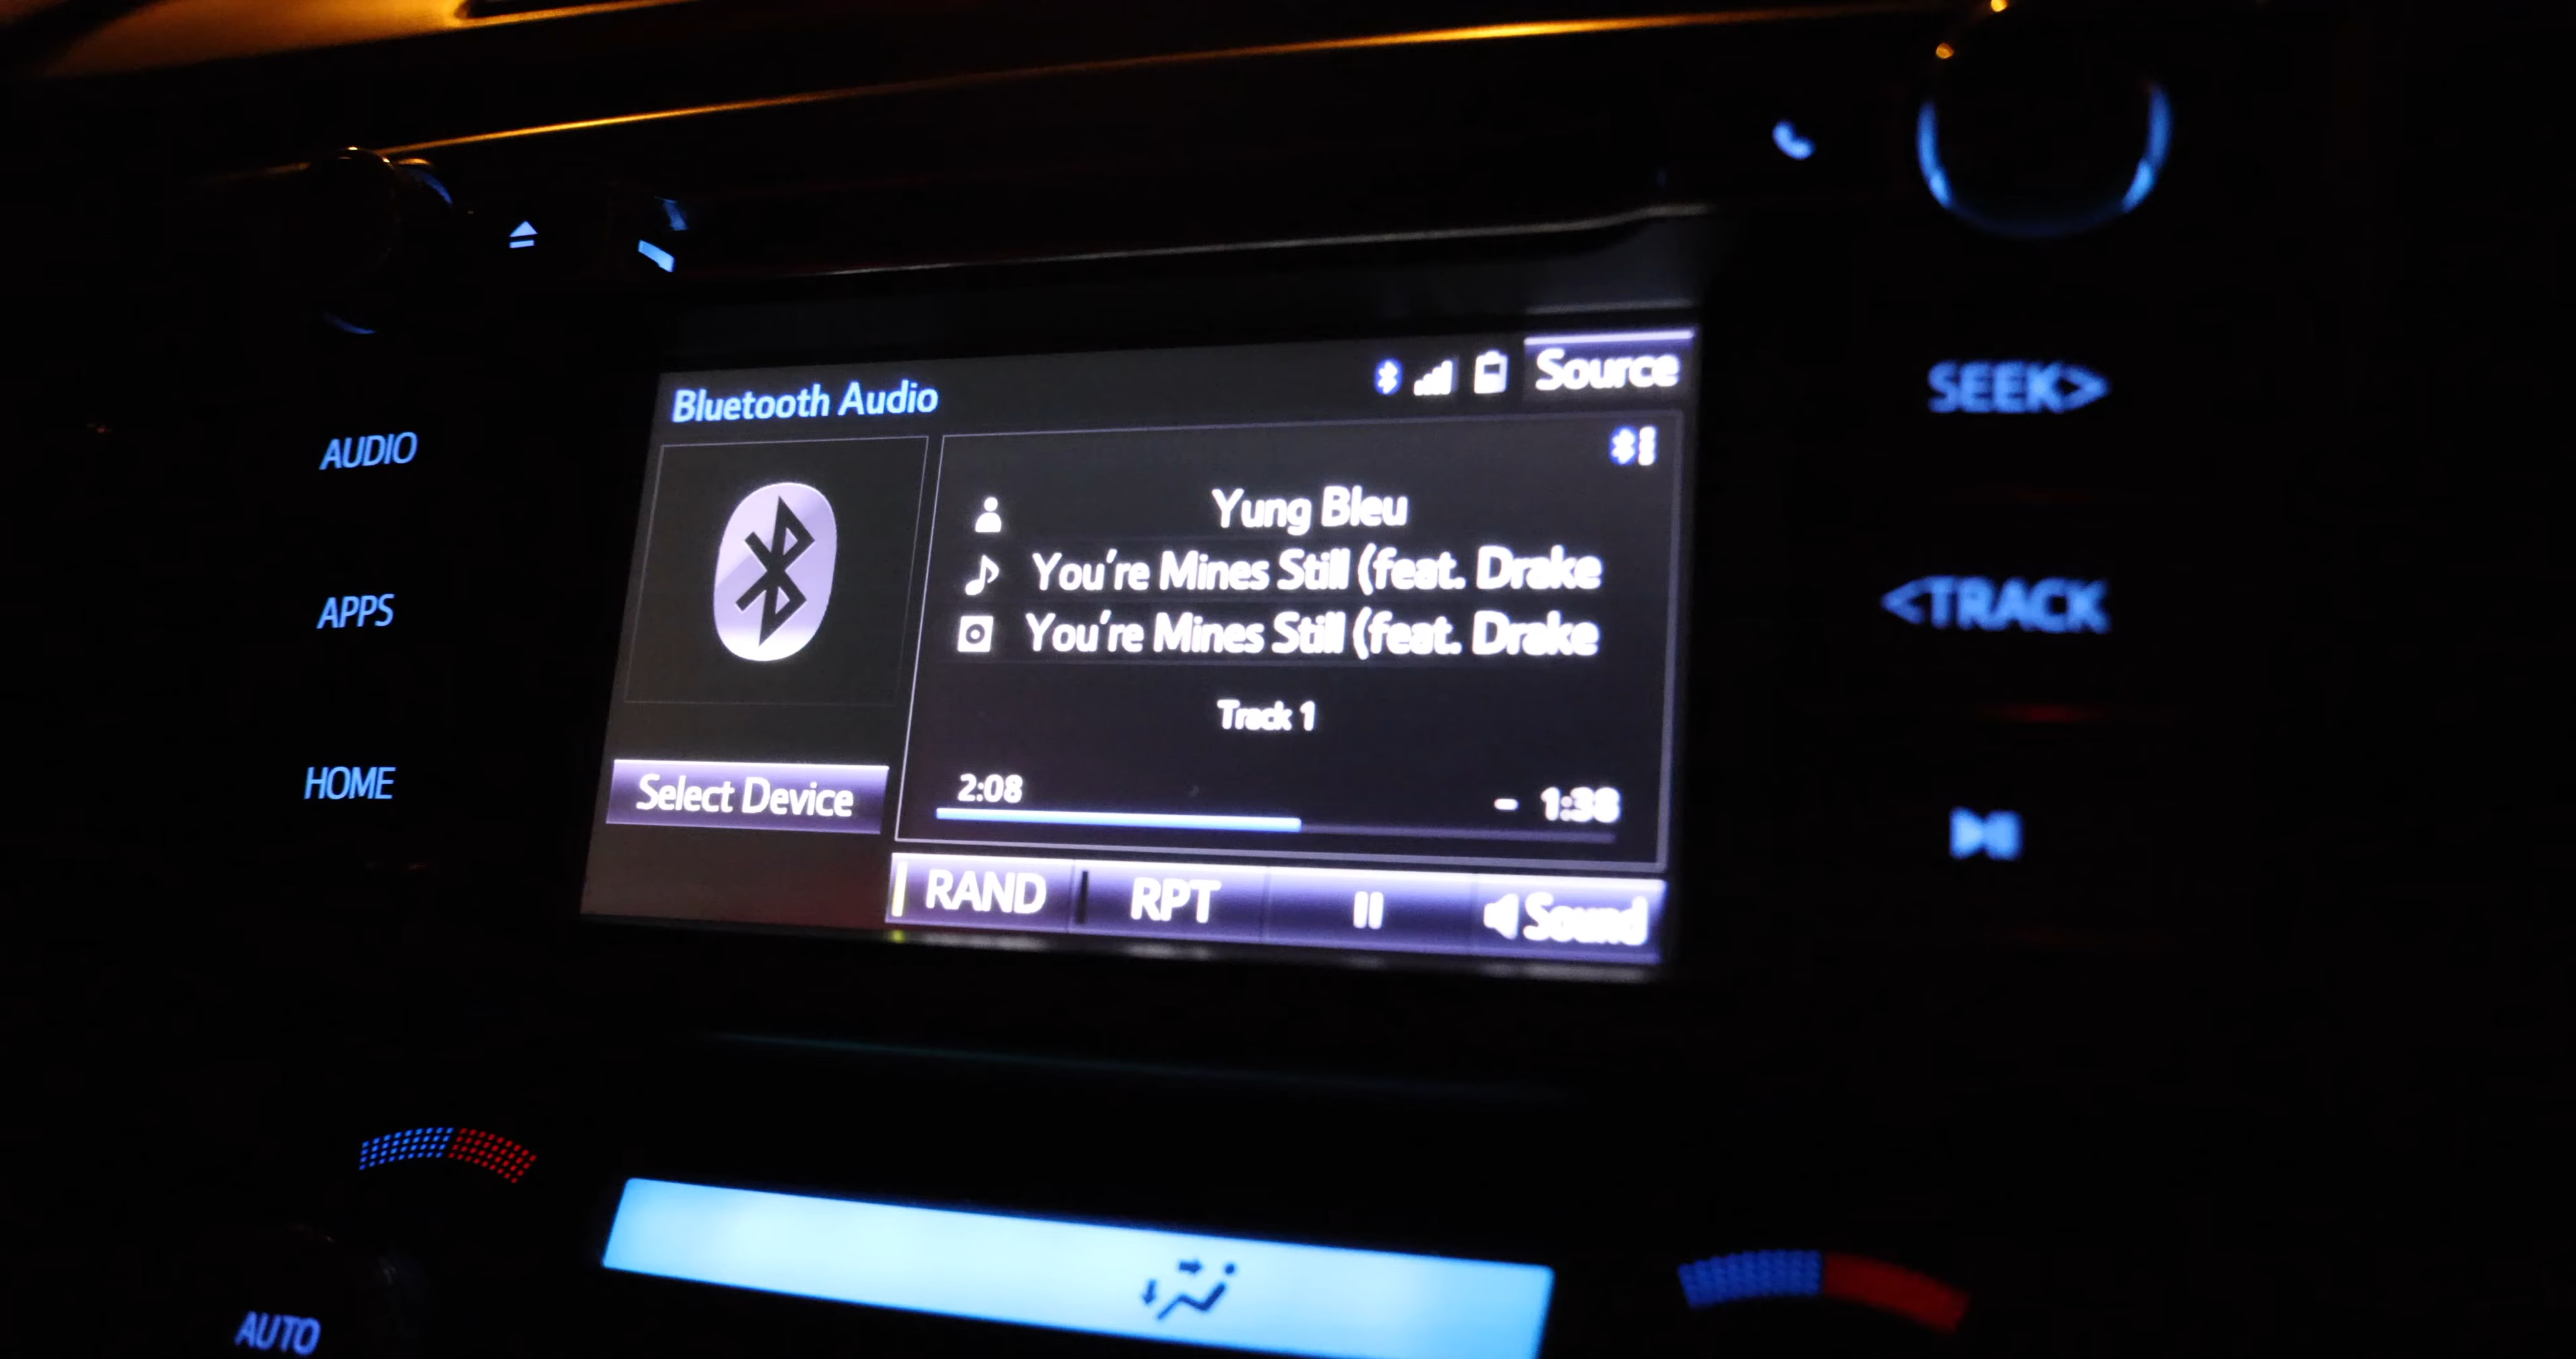 Bluetooth Audio
Source
SEEK>
AUDIO
Yung Bleu
You're Mines Still (feat. Drake
<TRACK
APPS
You're Mines Still (feat. Drake
Track 1
HOME
Select Device
2:08
- 1:38
RAND
RPT
Sound
AUTO